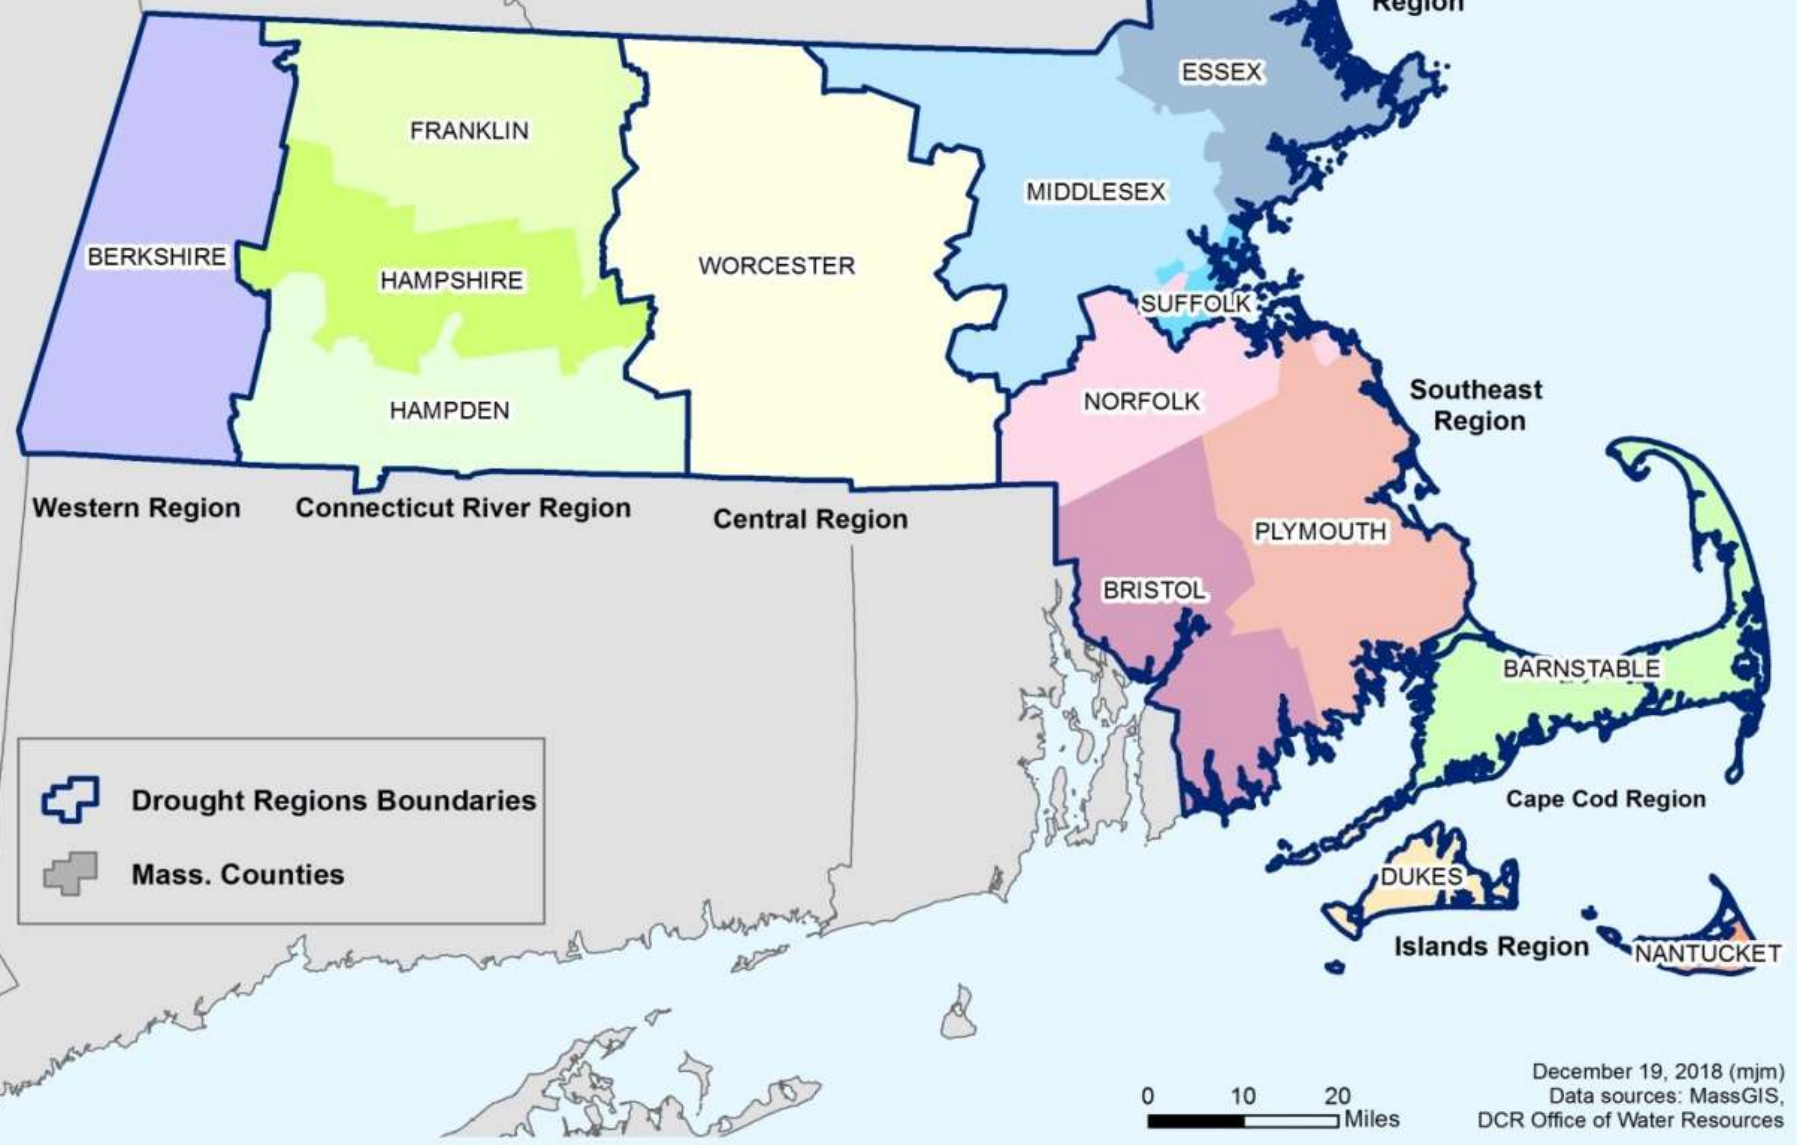 Region
ESSEX
FRANKLIN
MIDDLESEX
BERKSHIRE
WORCESTER
HAMPSHIRE
SUFFOLK
NORFOLK
Southeast
Region
HAMPDEN
Western Region
Connecticut River Region
Central Region
PLYMOUTH
BRISTOL
BARNSTABLE
Cape Cod Region
Drought Regions Boundaries
Mass. Counties
DUKES
Islands Region
NANTUCKET
December 19, 2018 (mjm)
Data sources: MassGIS,
DCR Office of Water Resources
0 10 20
Miles